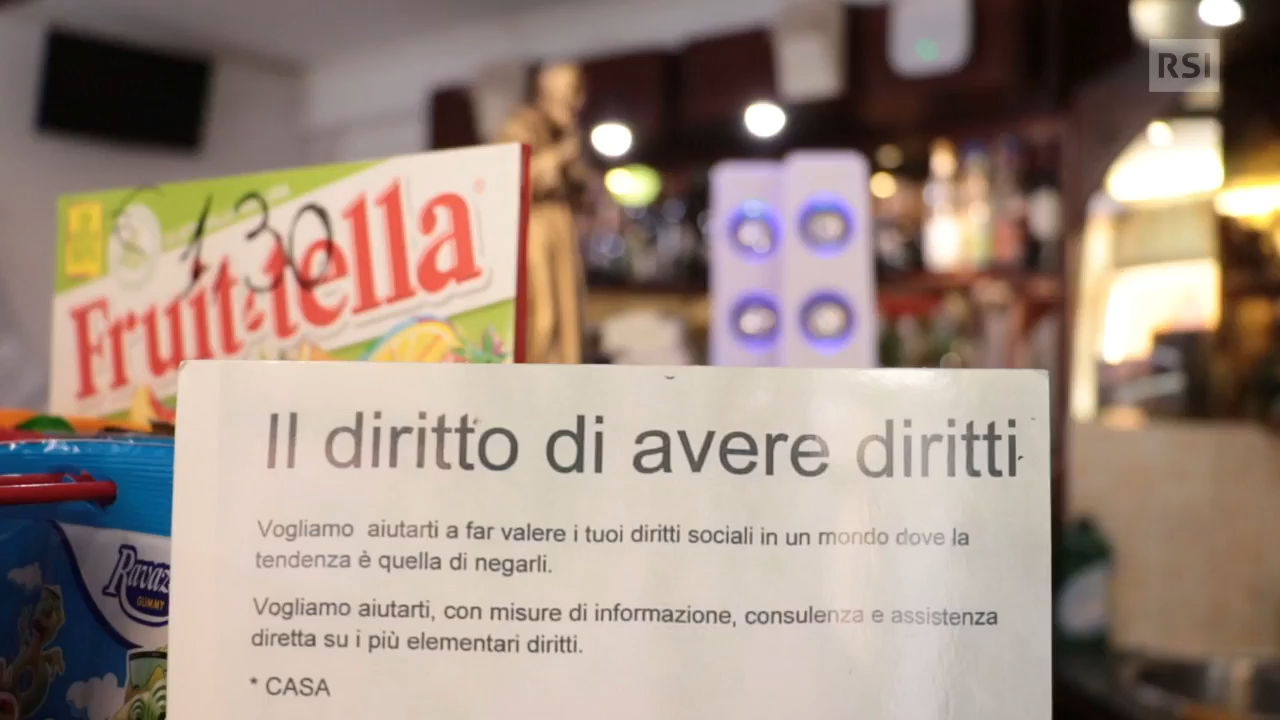 RSI
€ 1,30
Fruittella
Ravaz
GUMMY
Il diritto di avere diritti
Vogliamo aiutarti a far valere i tuoi diritti sociali in un mondo dove la
tendenza è quella di negarli.
Vogliamo aiutarti, con misure di informazione, consulenza e assistenza
diretta su i più elementari diritti.
* CASA